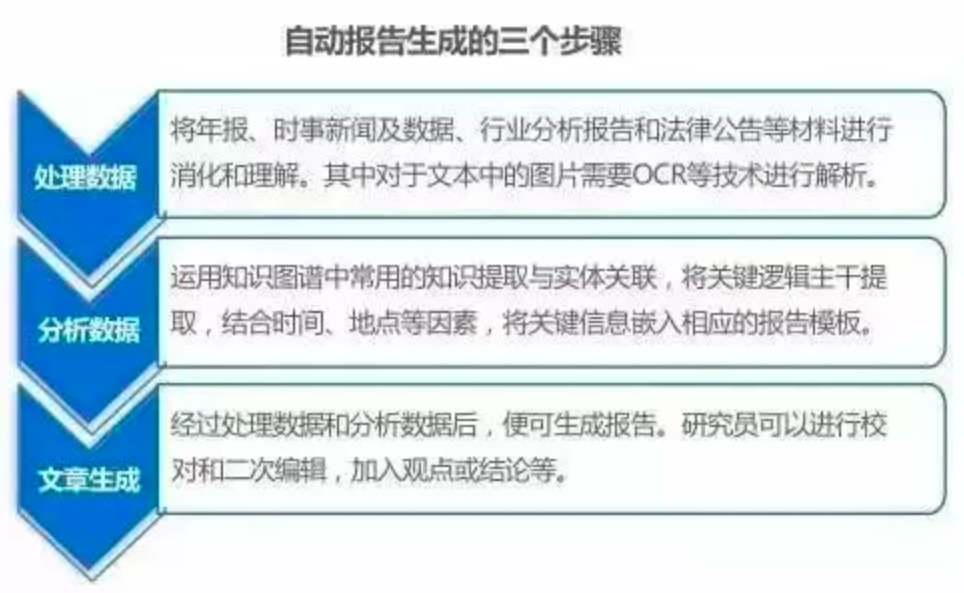 自动报告生成的三个步骤
处理数据
将年报、时事新闻及数据、行业分析报告和法律公告等材料进行
消化和理解。其中对于文本中的图片需要OCR等技术进行解析。
分析数据
运用知识图谱中常用的知识提取与实体关联，将关键逻辑主干提
取，结合时间、地点等因素，将关键信息嵌入相应的报告模板。
文章生成
经过处理数据和分析数据后，便可生成报告。研究员可以进行校
对和二次编辑，加入观点或结论等。